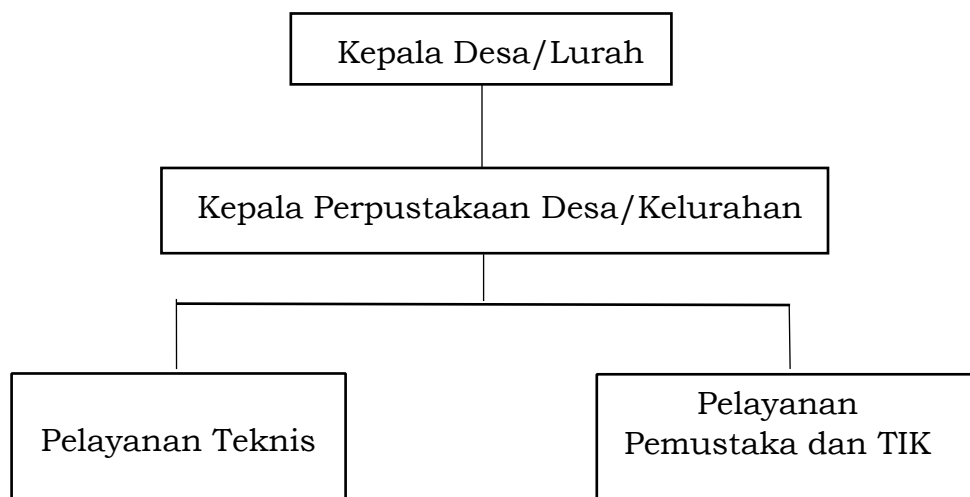 Kepala Desa/Lurah
Kepala Perpustakaan Desa/Kelurahan
Pelayanan Teknis
Pelayanan
Pemustaka dan TIK